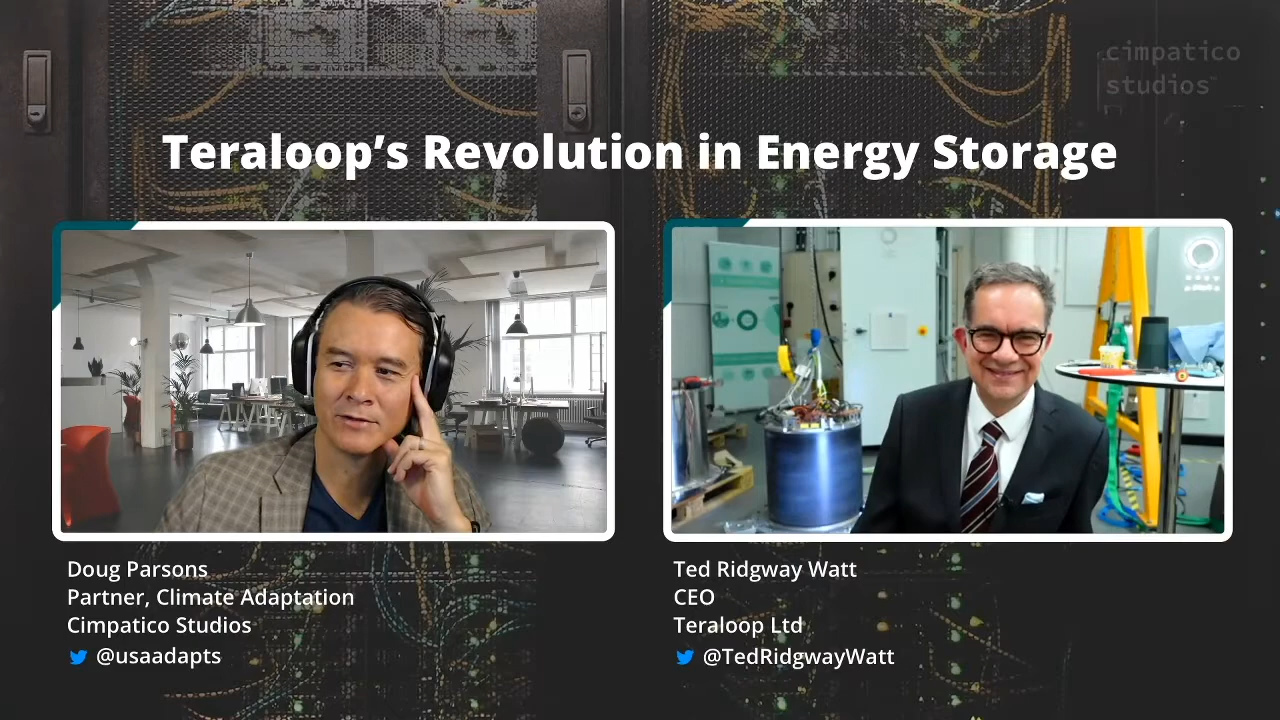 cimpatico
studios
Teraloop’s Revolution in Energy Storage
Doug Parsons
Partner, Climate Adaptation
Cimpatico Studios
@usaadapts
Ted Ridgway Watt
CEO
Teraloop Ltd
@TedRidgwayWatt